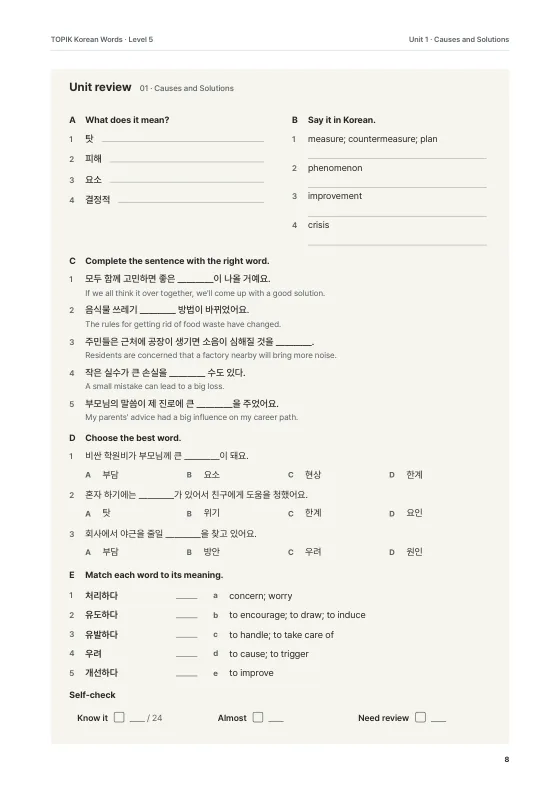 TOPIK Korean Words · Level 5
Unit 1 · Causes and Solutions
Unit review 01 · Causes and Solutions
A What does it mean?
1 탓
2 피해
3 요소
4 결정적
B Say it in Korean.
1 measure; countermeasure; plan
2 phenomenon
3 improvement
4 crisis
C Complete the sentence with the right word.
1 모두 함께 고민하면 좋은 ________이 나올 거예요.
If we all think it over together, we'll come up with a good solution.
2 음식물 쓰레기 ________ 방법이 바뀌었어요.
The rules for getting rid of food waste have changed.
3 주민들은 근처에 공장이 생기면 소음이 심해질 것을 ________.
Residents are concerned that a factory nearby will bring more noise.
4 작은 실수가 큰 손실을 ________ 수도 있다.
A small mistake can lead to a big loss.
5 부모님의 말씀이 제 진로에 큰 ________을 주었어요.
My parents' advice had a big influence on my career path.
D Choose the best word.
1 비싼 학원비가 부모님께 큰 ________이 돼요.
A 부담 B 요소 C 현상 D 한계
2 혼자 하기에는 ________가 있어서 친구에게 도움을 청했어요.
A 탓 B 위기 C 한계 D 요인
3 회사에서 야근을 줄일 ________을 찾고 있어요.
A 부담 B 방안 C 우려 D 원인
E Match each word to its meaning.
1 처리하다 ____ a concern; worry
2 유도하다 ____ b to encourage; to draw; to induce
3 유발하다 ____ c to handle; to take care of
4 우려 ____ d to cause; to trigger
5 개선하다 ____ e to improve
Self-check
Know it ___ / 24 Almost ___ Need review ___
8